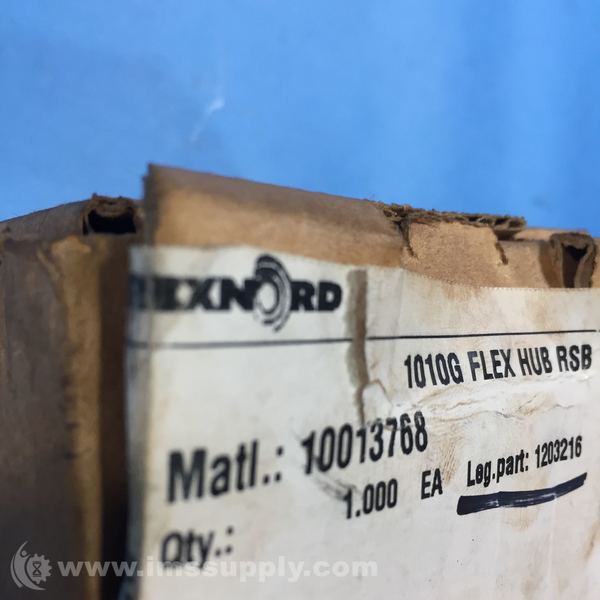 REXNORD
1010G FLEX HUB RSB
Matl.: 10013768
Qty.: 1.000 EA Leg.part: 1203216
www.imssupply.com